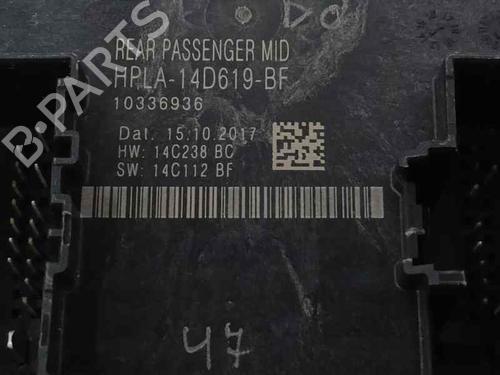 DO
REAR PASSENGER MID
HPLA-14D619-BF
10336936
Dat. 15.10.2017
HW: 14C238 BC
SW: 14C112 BF
47
B-PARTS